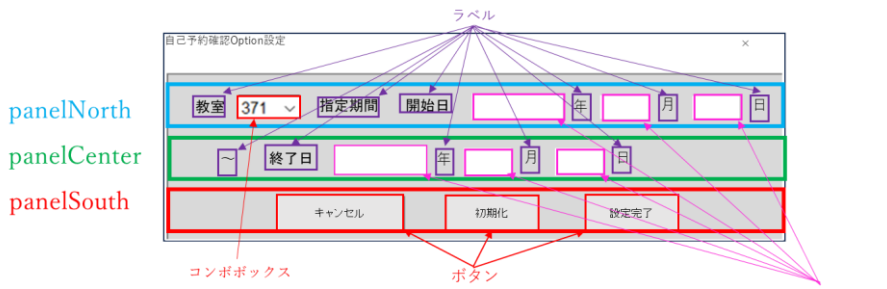 ラベル
自己予約確認Option設定 ×
panelNorth 教室 371 指定期間 開始日 年 月 日
panelCenter ～ 終了日 年 月 日
panelSouth キャンセル 初期化 設定完了
コンボボックス ボタン